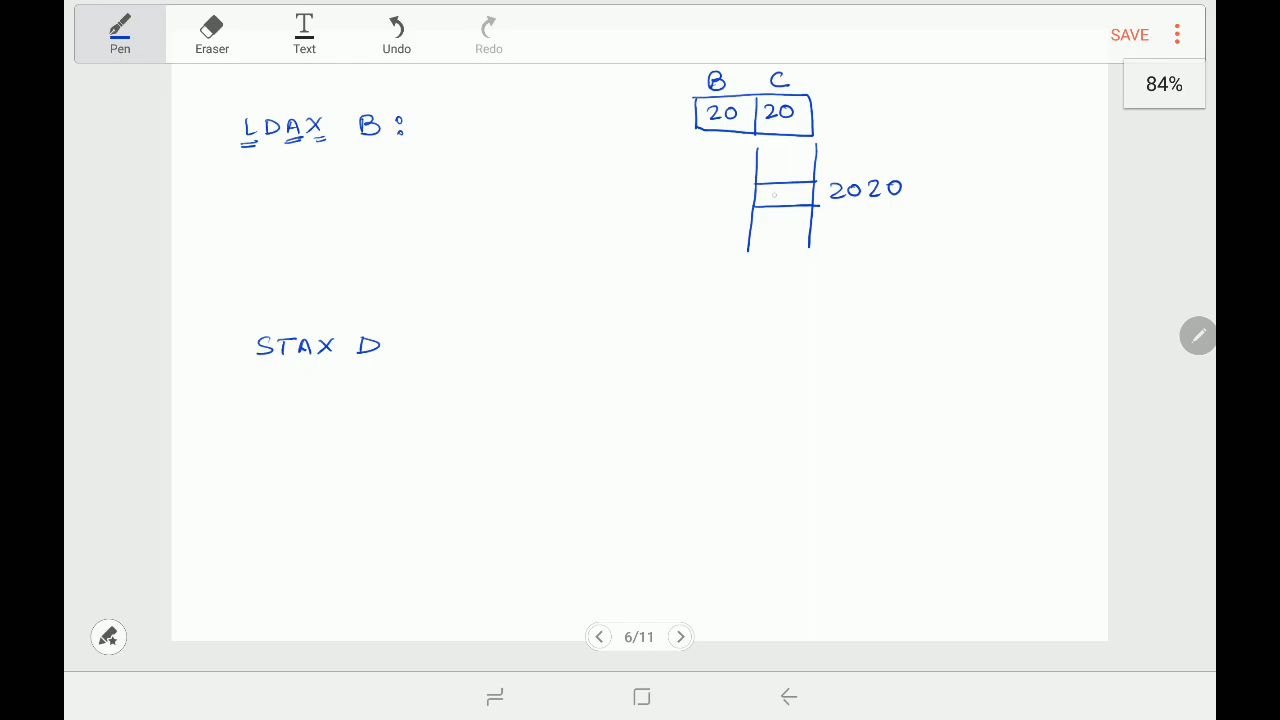 Pen Eraser Text Undo Redo SAVE
84%
B C
20 20
LDAX B:
2020
STAX D
6/11